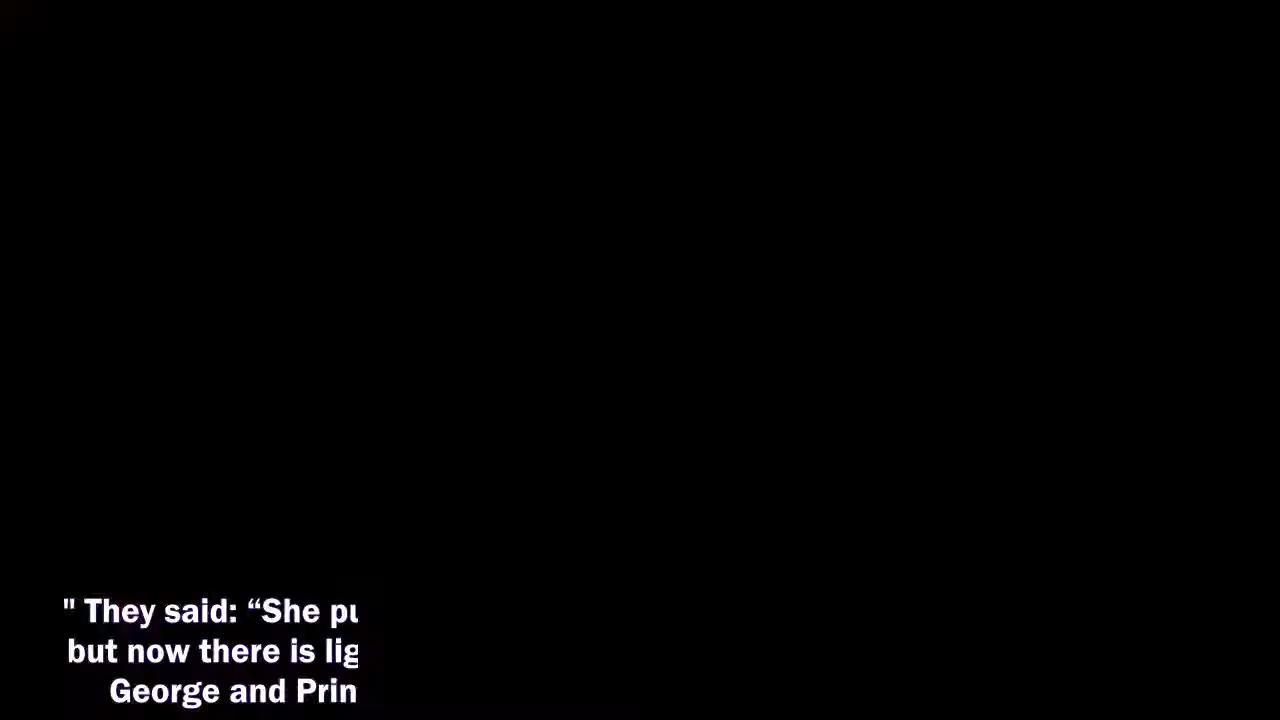 " They said: “She pu
but now there is lig
George and Prin